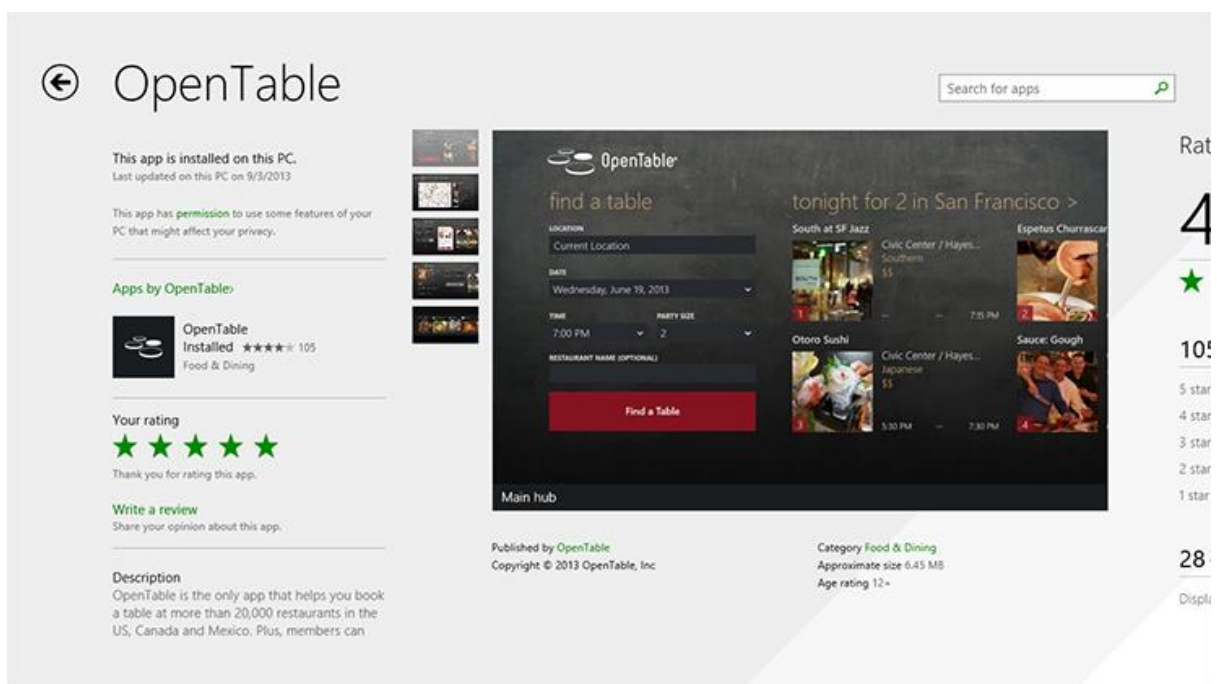 OpenTable
Search for apps
This app is installed on this PC.
Last updated on this PC on 9/3/2013
This app has permission to use some features of your
PC that might affect your privacy.
Apps by OpenTable›
OpenTable
Installed 105
Food & Dining
Your rating
Thank you for rating this app.
Write a review
Share your opinion about this app.
Description
OpenTable is the only app that helps you book
a table at more than 20,000 restaurants in the
US, Canada and Mexico. Plus, members can
OpenTable
find a table
LOCATION
Current Location
DATE
Wednesday, June 19, 2013
TIME PARTY SIZE
7:00 PM 2
RESTAURANT NAME (OPTIONAL)
Find a Table
tonight for 2 in San Francisco >
South at SF Jazz
Civic Center / Hayes...
Southern
$$
1 -- -- 7:15 PM
Espetus Churrascar
2
Otoro Sushi
Civic Center / Hayes...
Japanese
$$
3 5:30 PM -- 7:30 PM
Sauce: Gough
4
Main hub
Published by OpenTable
Copyright © 2013 OpenTable, Inc
Category Food & Dining
Approximate size 6.45 MB
Age rating 12+
Rat
4
105
5 star
4 star
3 star
2 star
1 star
28
Displa